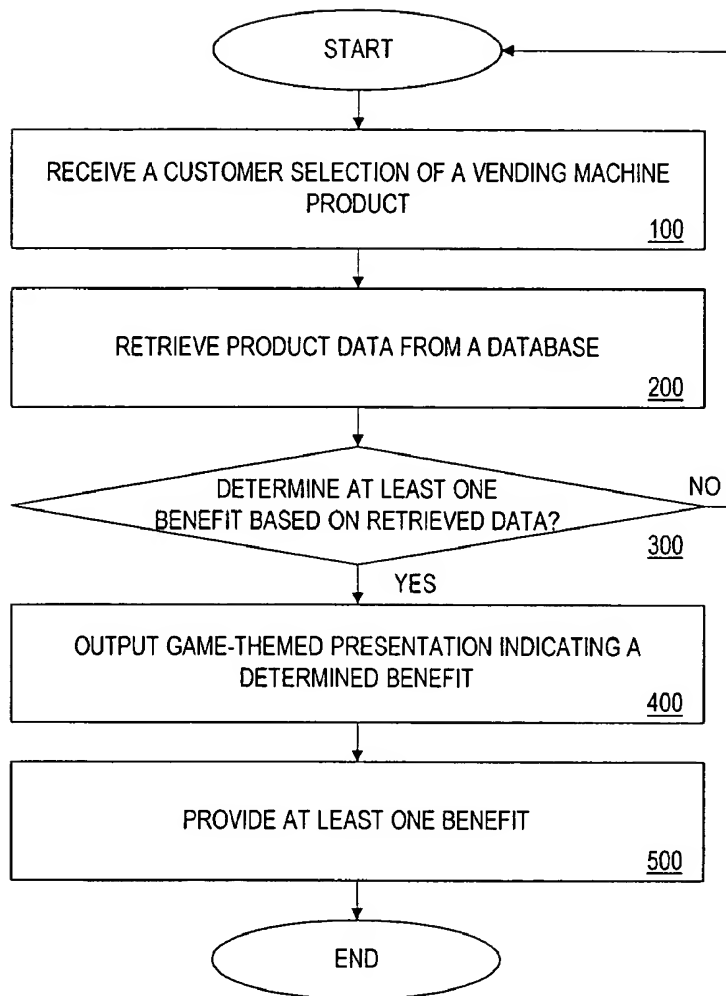 START
RECEIVE A CUSTOMER SELECTION OF A VENDING MACHINE
PRODUCT
100
RETRIEVE PRODUCT DATA FROM A DATABASE
200
DETERMINE AT LEAST ONE
BENEFIT BASED ON RETRIEVED DATA?
NO
300
YES
OUTPUT GAME-THEMED PRESENTATION INDICATING A
DETERMINED BENEFIT
400
PROVIDE AT LEAST ONE BENEFIT
500
END